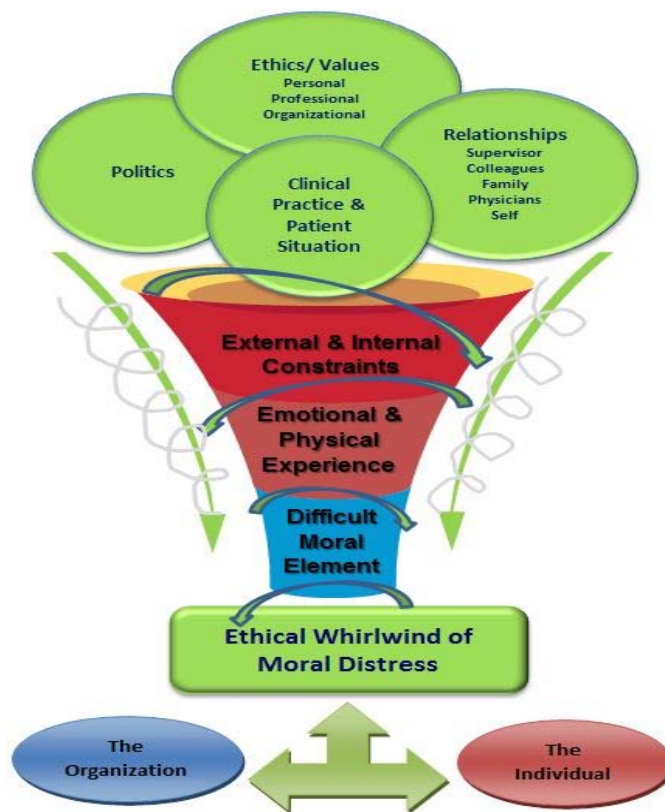 Ethics/ Values
Personal
Professional
Organizational
Politics
Clinical
Practice &
Patient
Situation
Relationships
Supervisor
Colleagues
Family
Physicians
Self
External & Internal
Constraints
Emotional &
Physical
Experience
Difficult
Moral
Element
Ethical Whirlwind of
Moral Distress
The
Organization
The
Individual